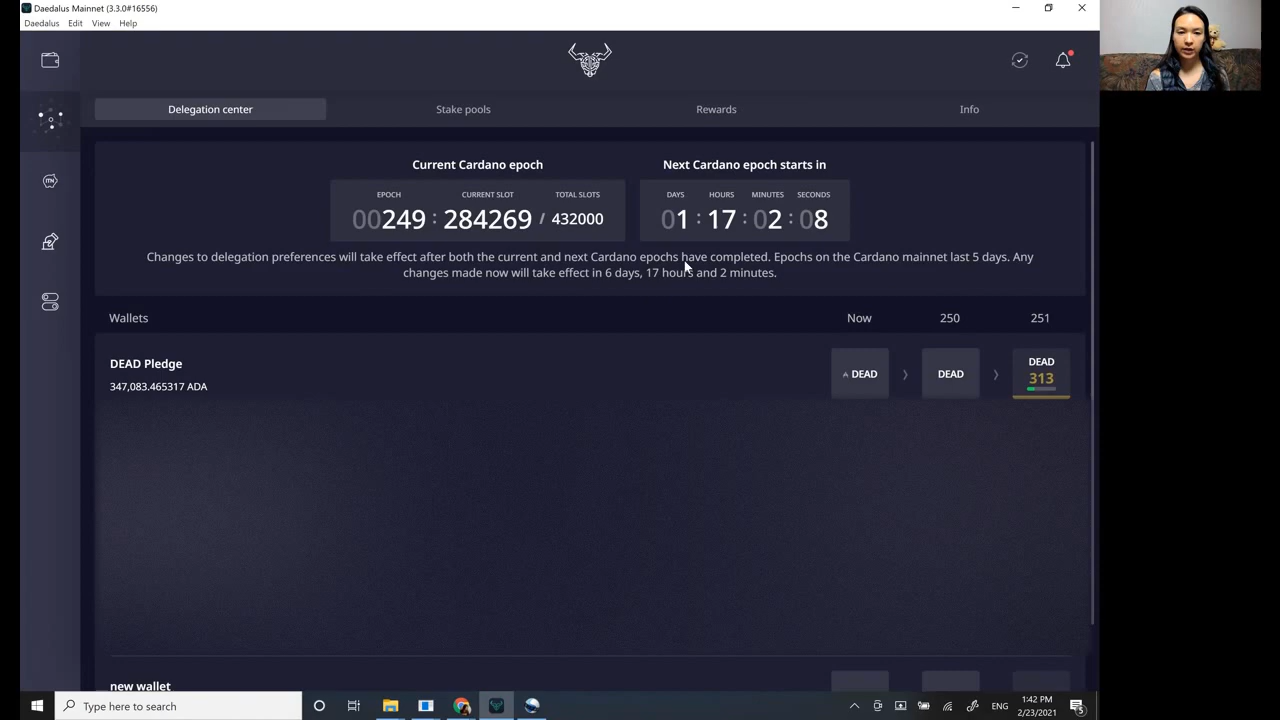 Daedalus Mainnet (3.3.0#16556)
Daedalus Edit View Help
Delegation center Stake pools Rewards Info
Current Cardano epoch Next Cardano epoch starts in
EPOCH CURRENT SLOT TOTAL SLOTS DAYS HOURS MINUTES SECONDS
00249 : 284269 / 432000 01 : 17 : 02 : 08
Changes to delegation preferences will take effect after both the current and next Cardano epochs have completed. Epochs on the Cardano mainnet last 5 days. Any
changes made now will take effect in 6 days, 17 hours and 2 minutes.
ITN
Wallets Now 250 251
DEAD Pledge
347,083.465317 ADA
DEAD DEAD DEAD
313
new wallet
Type here to search
ENG
1:42 PM
2/23/2021
5